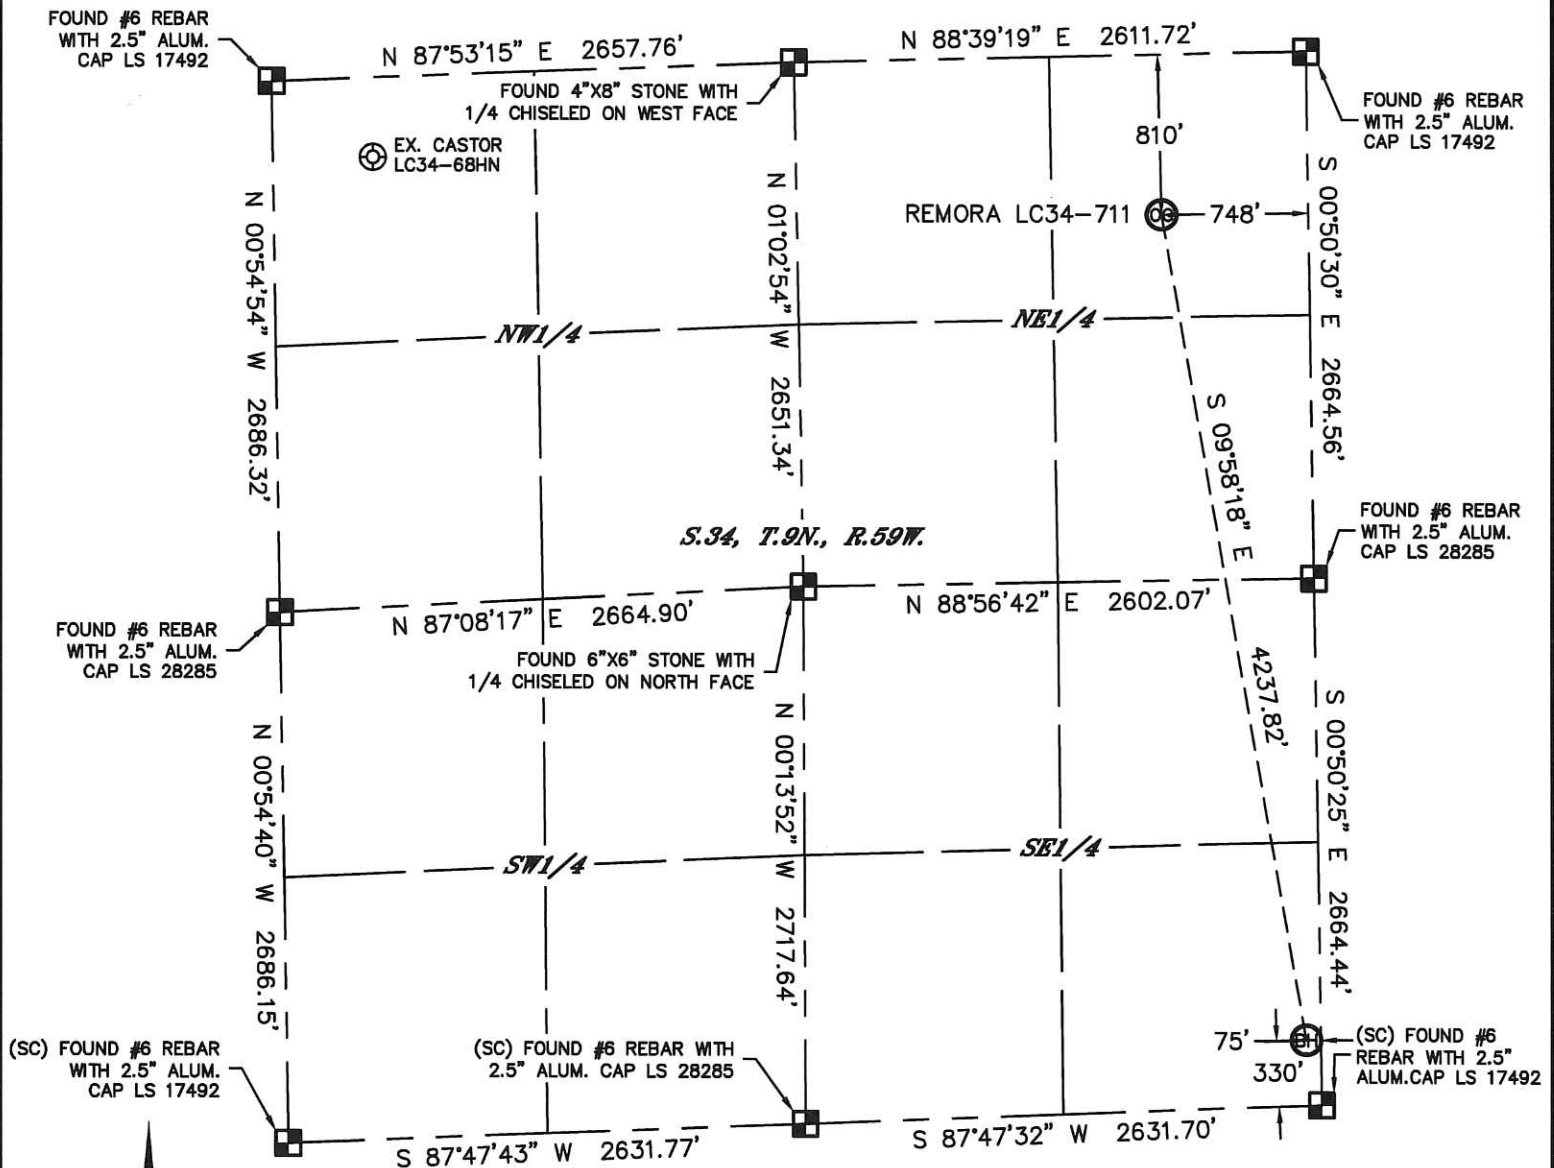 FOUND #6 REBAR
WITH 2.5" ALUM.
CAP LS 17492
N 87°53'15" E 2657.76'
N 88°39'19" E 2611.72'
FOUND 4"X8" STONE WITH
1/4 CHISELED ON WEST FACE
FOUND #6 REBAR
WITH 2.5" ALUM.
CAP LS 17492
EX. CASTOR
LC34-68HN
810'
REMORA LC34-711
748'
N 00°54'54" W 2686.32'
N 01°02'54" W 2651.34'
S 00°50'30" E 2664.56'
NW1/4
NE1/4
S 09°58'18" E 4237.82'
S.34, T.9N., R.59W.
FOUND #6 REBAR
WITH 2.5" ALUM.
CAP LS 28285
N 87°08'17" E 2664.90'
N 88°56'42" E 2602.07'
FOUND #6 REBAR
WITH 2.5" ALUM.
CAP LS 28285
FOUND 6"X6" STONE WITH
1/4 CHISELED ON NORTH FACE
N 00°54'40" W 2686.15'
N 00°13'52" W 2717.64'
S 00°50'25" E 2664.44'
SW1/4
SE1/4
(SC) FOUND #6 REBAR
WITH 2.5" ALUM.
CAP LS 17492
(SC) FOUND #6 REBAR WITH
2.5" ALUM. CAP LS 28285
75'
BH
330'
(SC) FOUND #6
REBAR WITH 2.5"
ALUM.CAP LS 17492
S 87°47'43" W 2631.77'
S 87°47'32" W 2631.70'